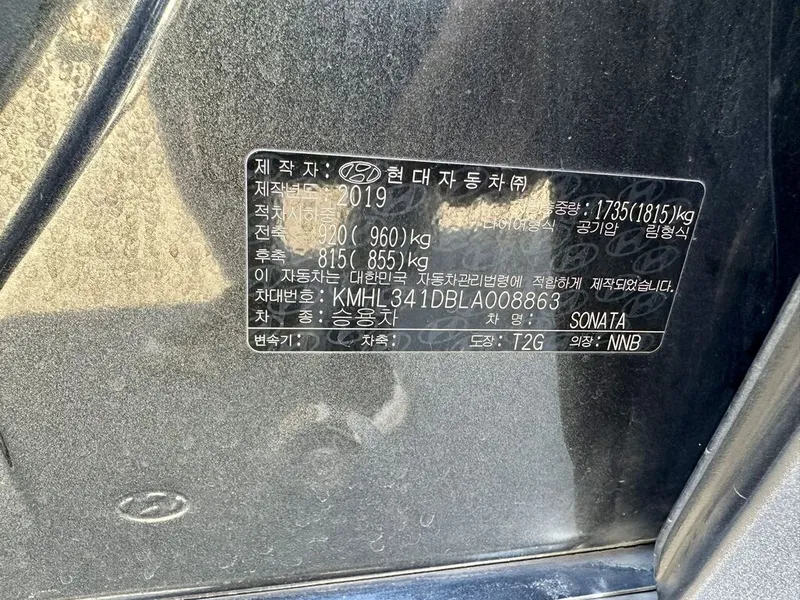 제 작 자 : 현대자동차㈜
제작년도 : 2019
적차시 중량 중량 : 1735(1815)kg
타이어형식 공기압 림형식
전축 920( 960)kg
후축 815( 855)kg
이 자동차는 대한민국 자동차관리법령에 적합하게 제작되었습니다.
차대번호 : KMHL341DBLA008863
차 종 : 승용차 차 명 : SONATA
변속기 : 차축 : 도장 : T2G 의장 : NNB